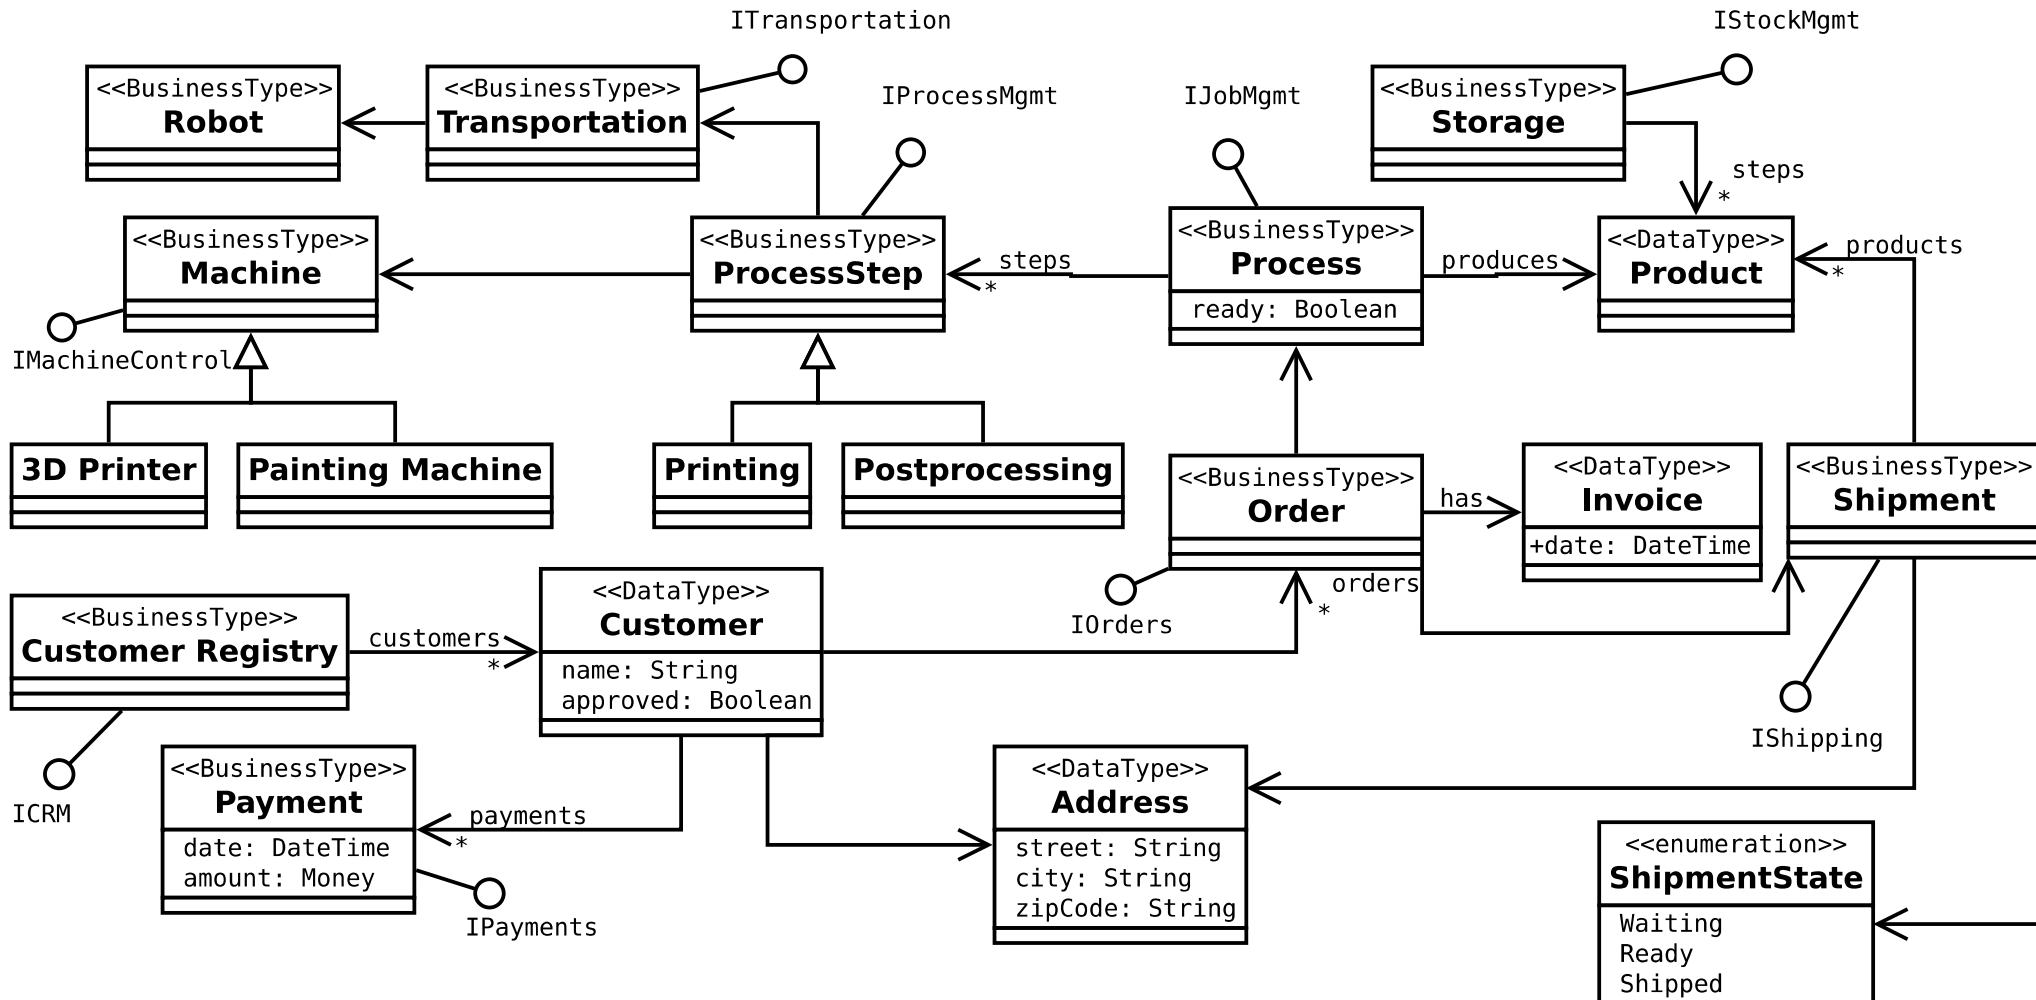 ITransportation
IStockMgmt
<<BusinessType>>
Robot
<<BusinessType>>
Transportation
IProcessMgmt
IJobMgmt
<<BusinessType>>
Storage
steps
*
<<BusinessType>>
Machine
<<BusinessType>>
ProcessStep
steps
*
<<BusinessType>>
Process
ready: Boolean
produces
<<DataType>>
Product
products
*
IMachineControl
3D Printer
Painting Machine
Printing
Postprocessing
<<BusinessType>>
Order
has
<<DataType>>
Invoice
+date: DateTime
<<BusinessType>>
Shipment
<<BusinessType>>
Customer Registry
customers
*
<<DataType>>
Customer
name: String
approved: Boolean
IOrders
orders
*
IShipping
ICRM
<<BusinessType>>
Payment
date: DateTime
amount: Money
payments
*
IPayments
<<DataType>>
Address
street: String
city: String
zipCode: String
<<enumeration>>
ShipmentState
Waiting
Ready
Shipped